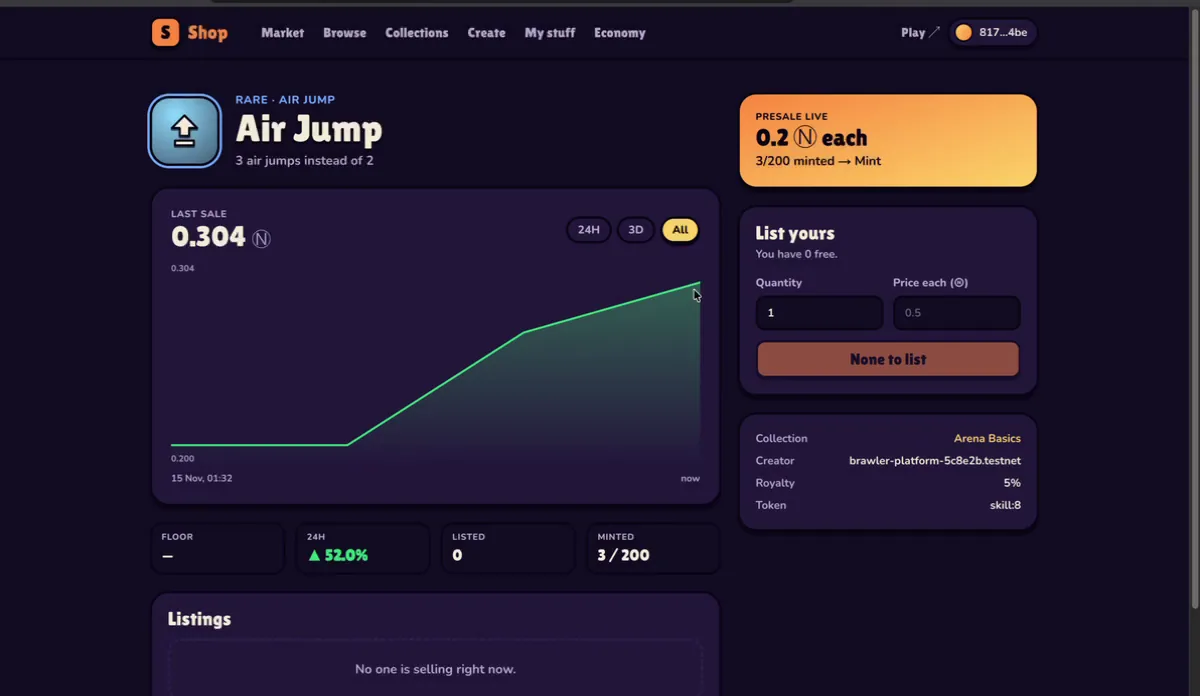 S Shop Market Browse Collections Create My stuff Economy Play 817...4be
RARE · AIR JUMP
Air Jump
3 air jumps instead of 2
LAST SALE
0.304 Ⓝ
24H 3D All
0.304
0.200
15 Nov, 01:32 now
FLOOR
—
24H
▲ 52.0%
LISTED
0
MINTED
3 / 200
Listings
No one is selling right now.
PRESALE LIVE
0.2 Ⓝ each
3/200 minted → Mint
List yours
You have 0 free.
Quantity Price each (Ⓝ)
1 0.5
None to list
Collection Arena Basics
Creator brawler-platform-5c8e2b.testnet
Royalty 5%
Token skill:8